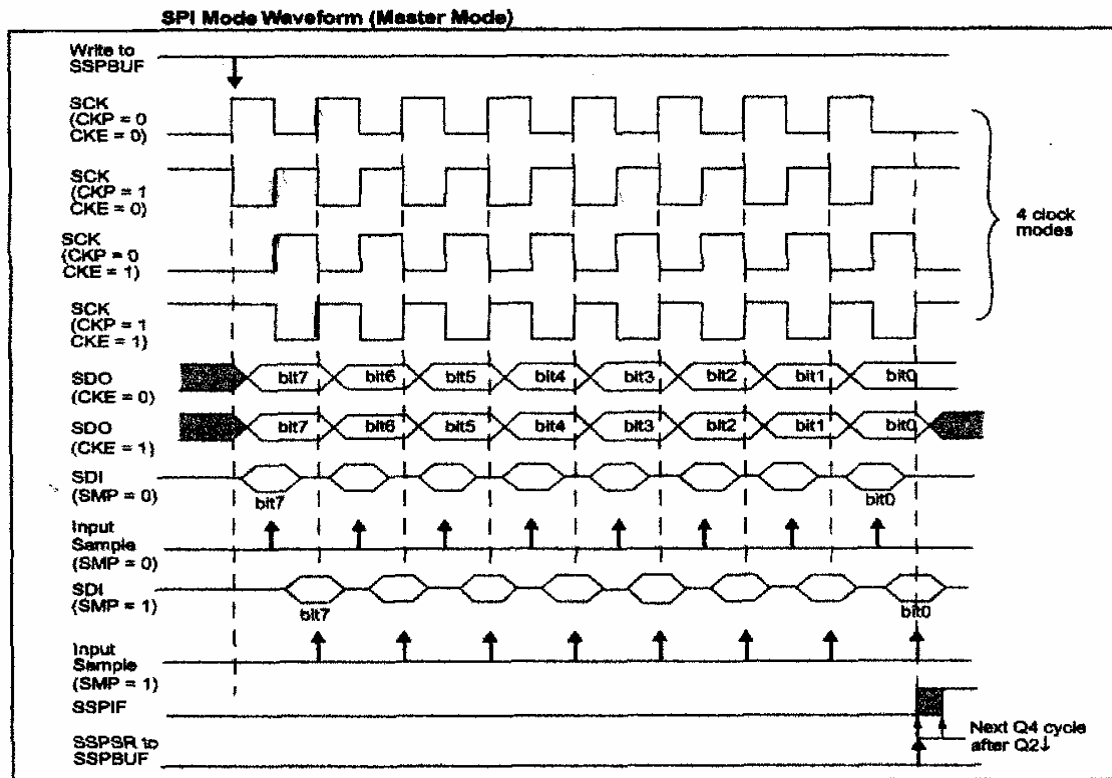 SPI Mode Waveform (Master Mode)
Write to
SSPBUF
SCK
(CKP = 0
CKE = 0)
SCK
(CKP = 1
CKE = 0)
4 clock
modes
SCK
(CKP = 0
CKE = 1)
SCK
(CKP = 1
CKE = 1)
SDO
(CKE = 0)
bit7 bit6 bit5 bit4 bit3 bit2 bit1 bit0
SDO
(CKE = 1)
bit7 bit6 bit5 bit4 bit3 bit2 bit1 bit0
SDI
(SMP = 0)
bit7 bit0
Input
Sample
(SMP = 0)
SDI
(SMP = 1)
bit7 bit0
Input
Sample
(SMP = 1)
SSPIF
Next Q4 cycle
after Q2↓
SSPSR to
SSPBUF